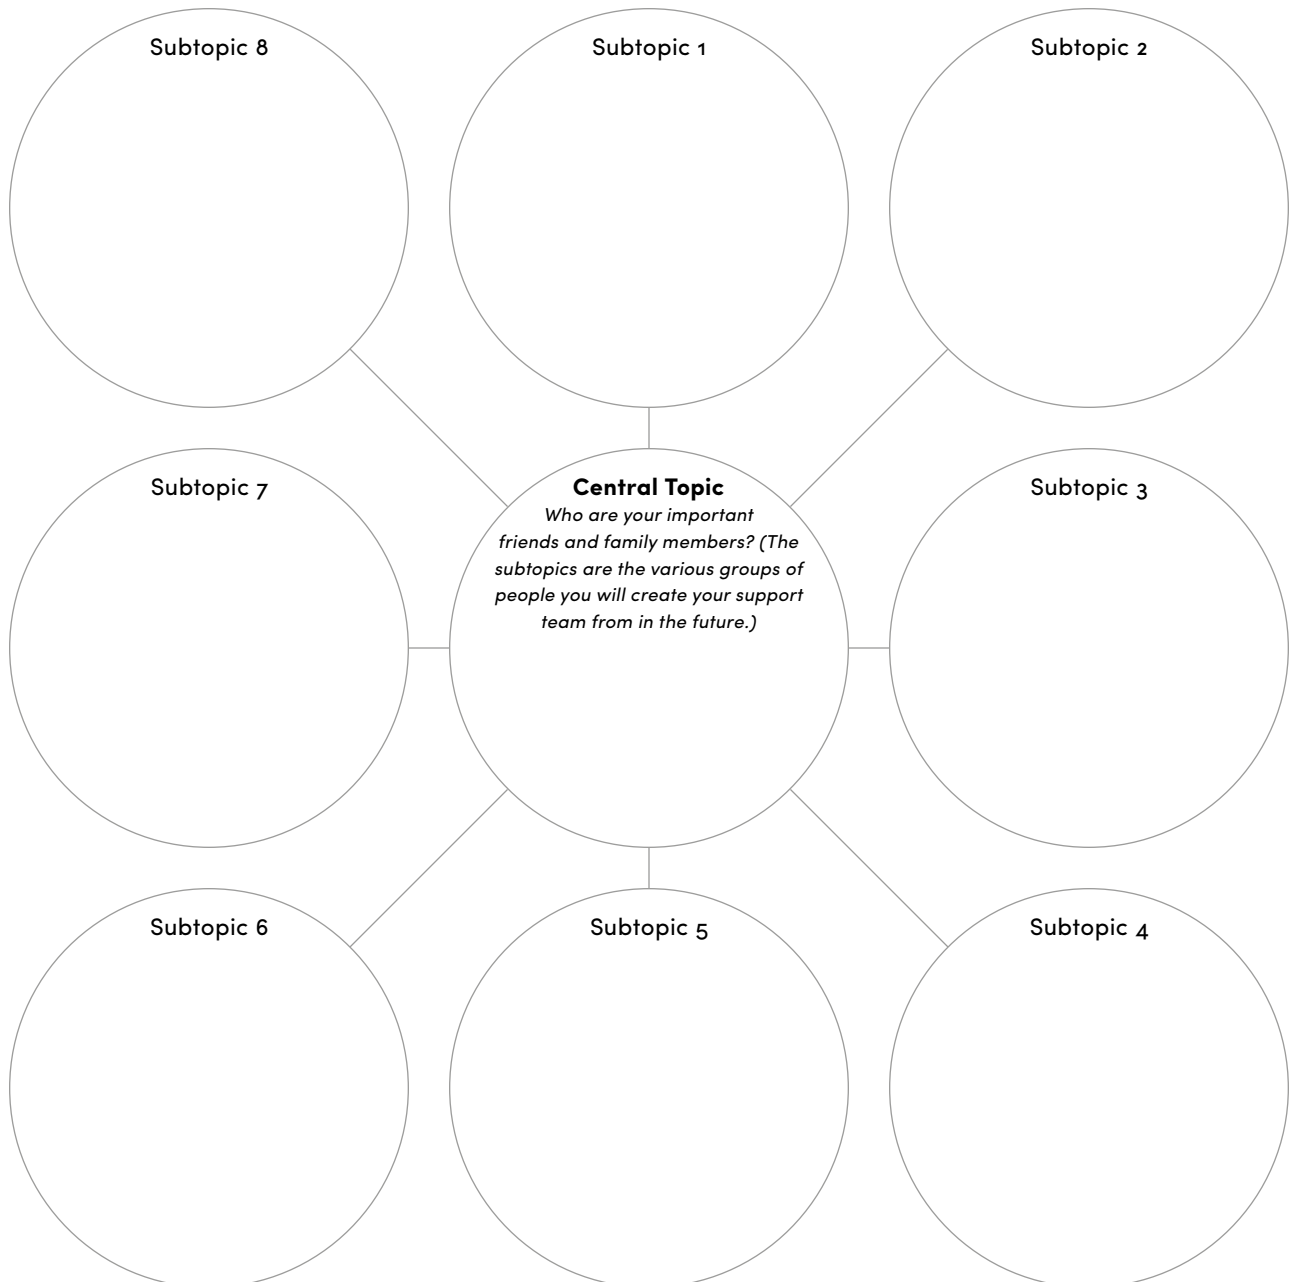 Subtopic 8
Subtopic 1
Subtopic 2
Subtopic 7
Central Topic
Who are your important
friends and family members? (The
subtopics are the various groups of
people you will create your support
team from in the future.)
Subtopic 3
Subtopic 6
Subtopic 5
Subtopic 4